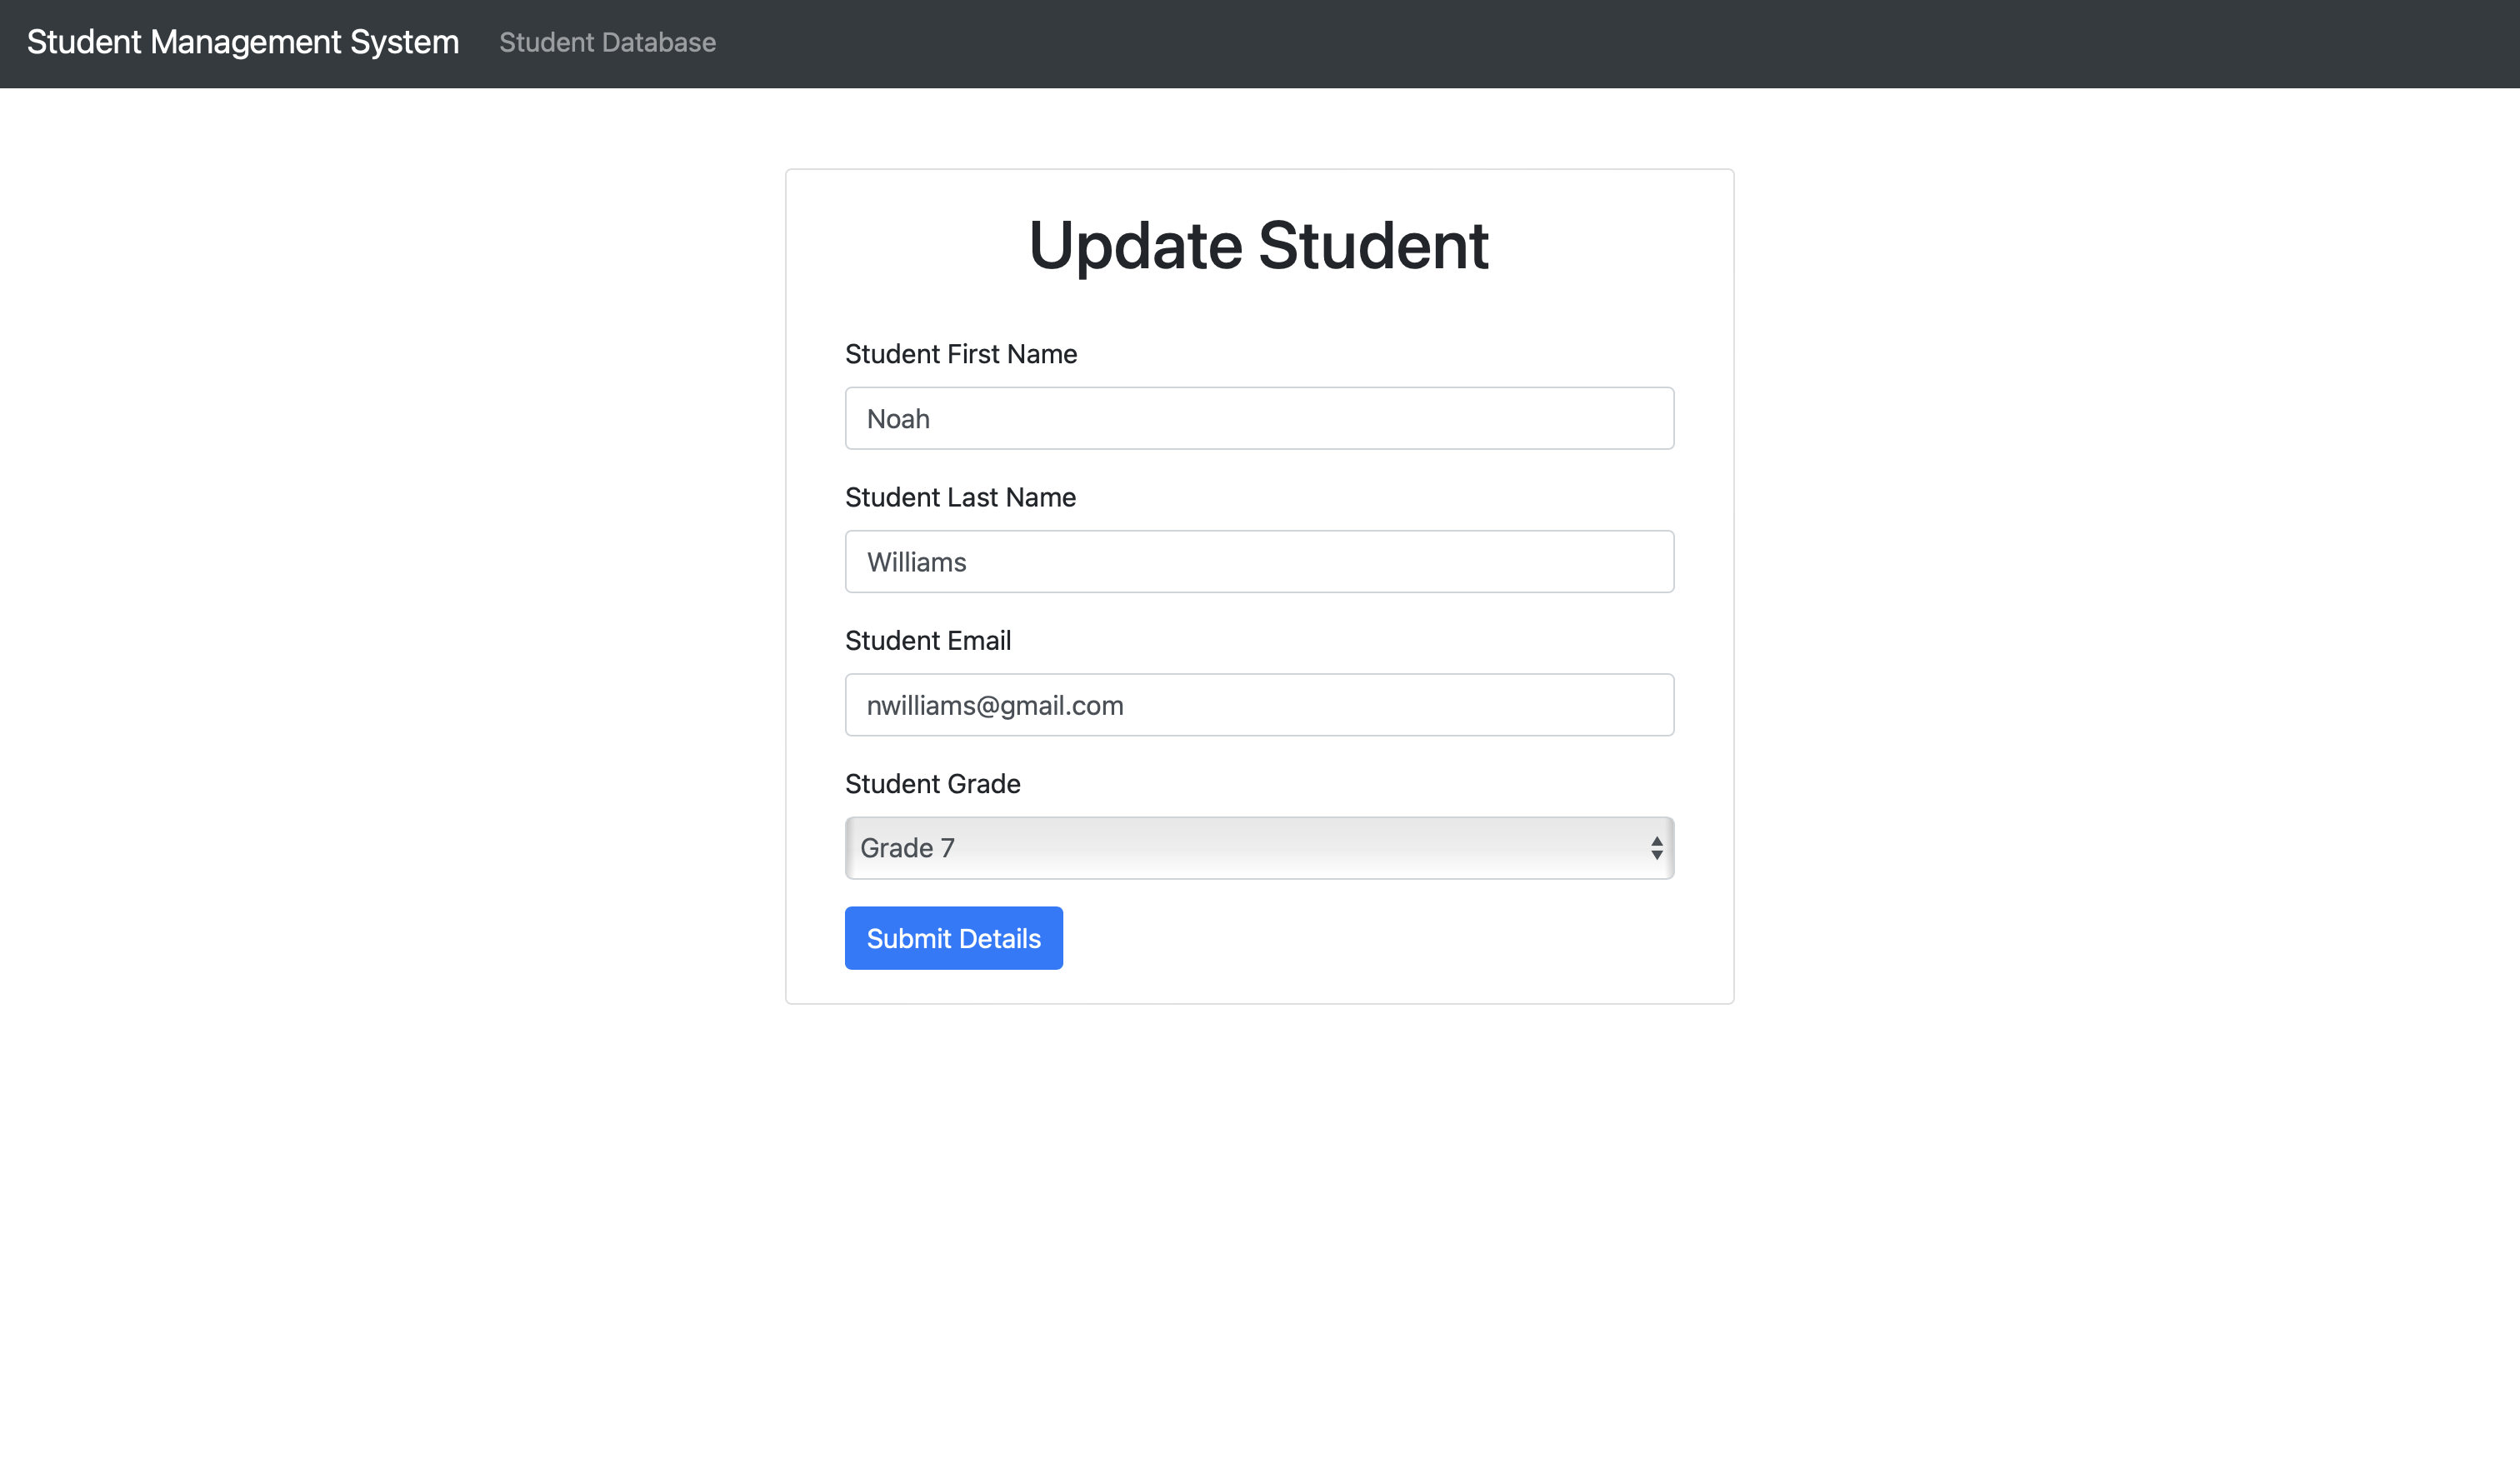 Student Management System Student Database
Update Student
Student First Name
Noah
Student Last Name
Williams
Student Email
nwilliams@gmail.com
Student Grade
Grade 7
Submit Details